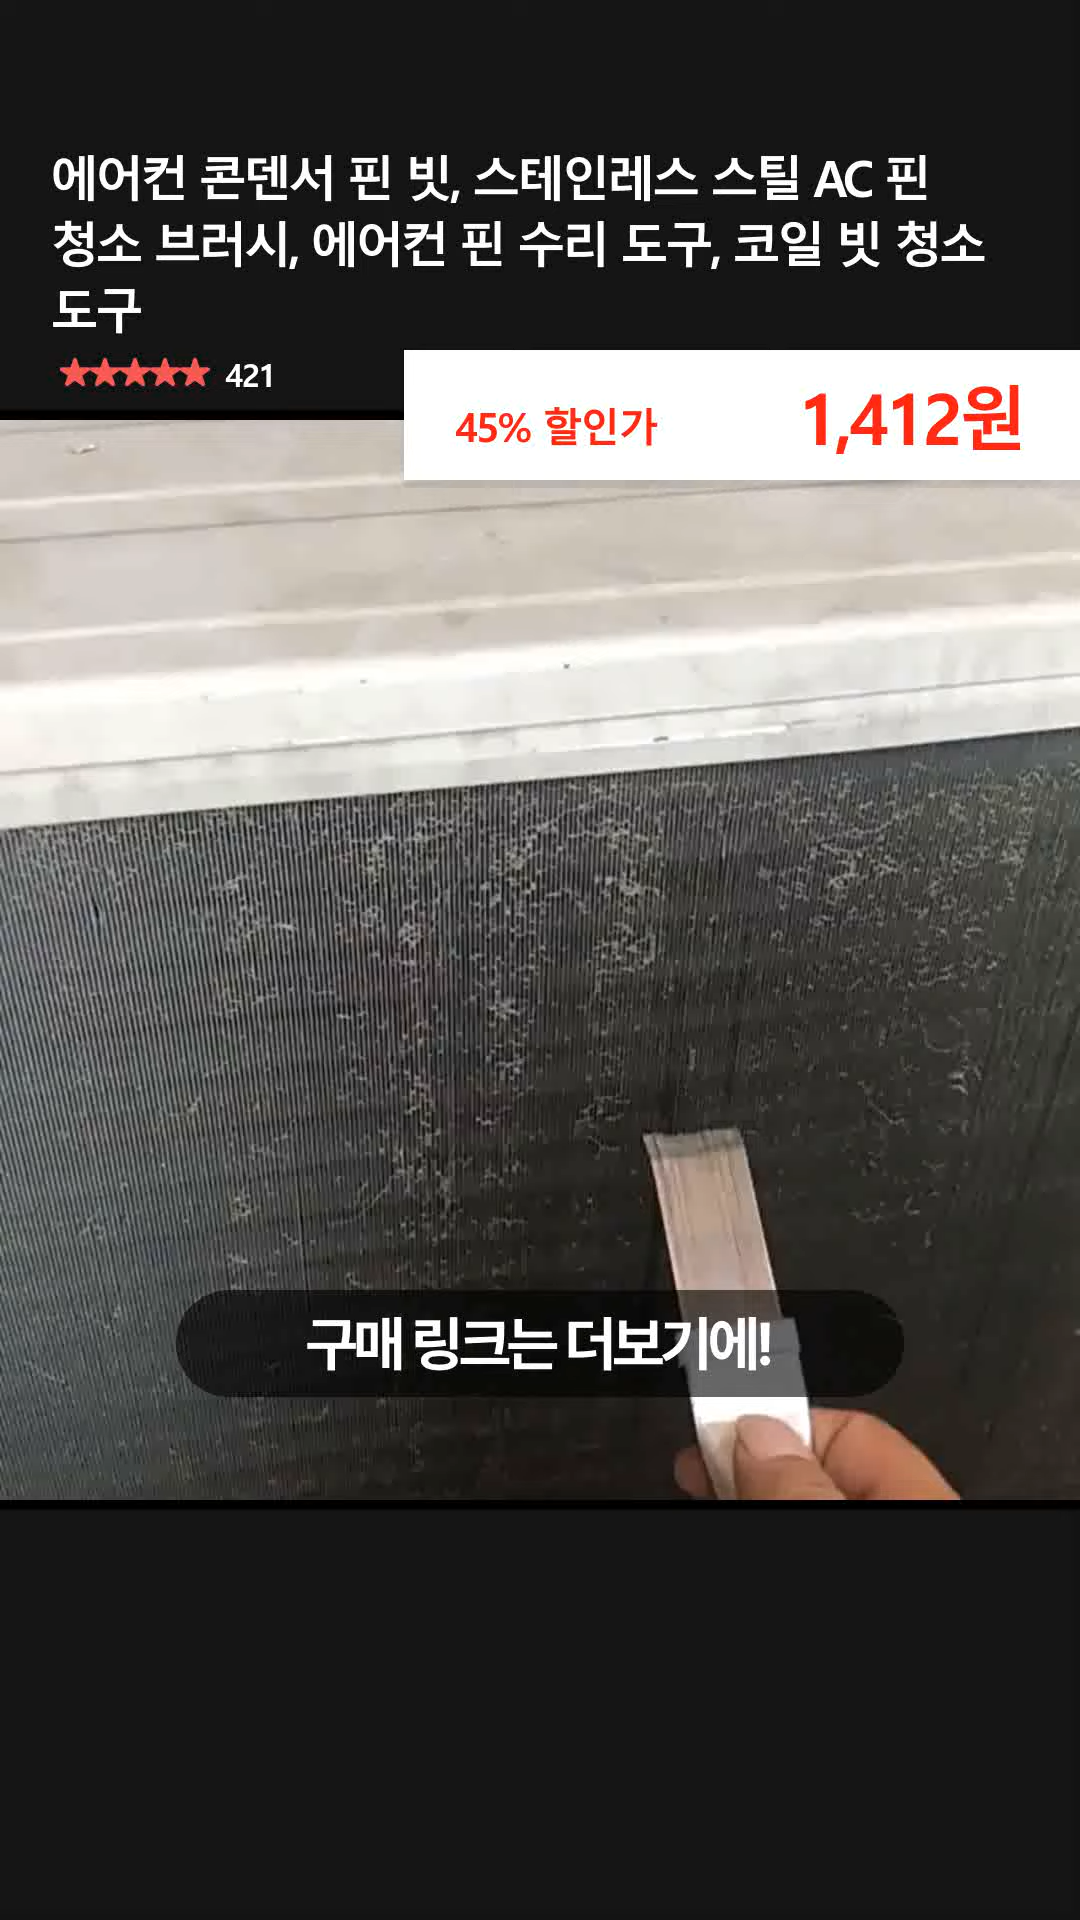 에어컨 콘덴서 핀 빗, 스테인레스 스틸 AC 핀
청소 브러시, 에어컨 핀 수리 도구, 코일 빗 청소
도구
★★★★★ 421
45% 할인가 1,412원
구매 링크는 더보기에!